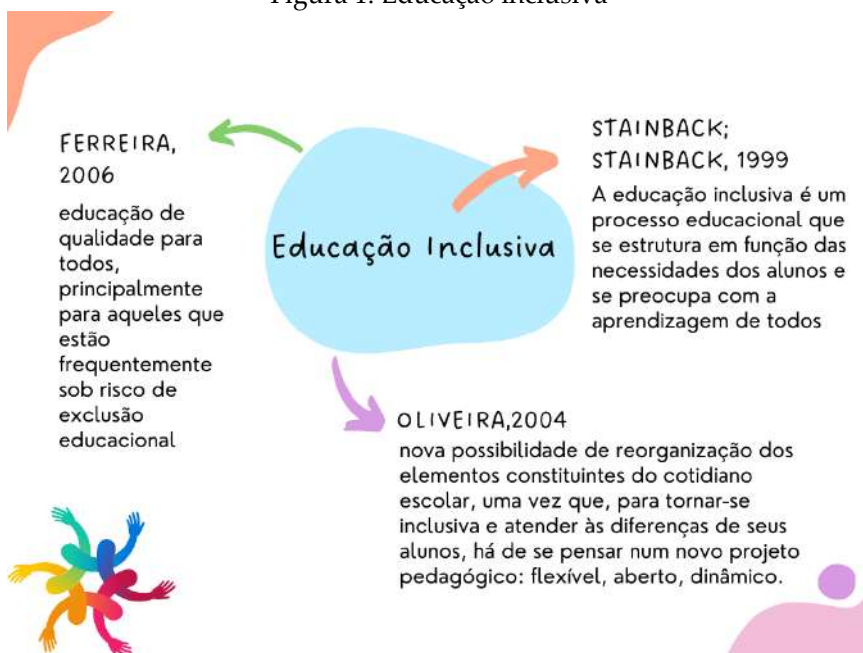 Figura 1: Educação inclusiva
FERREIRA,
2006
educação de
qualidade para
todos,
principalmente
para aqueles que
estão
frequentemente
sob risco de
exclusão
educacional
Educação Inclusiva
STAINBACK;
STAINBACK, 1999
A educação inclusiva é um
processo educacional que
se estrutura em função das
necessidades dos alunos e
se preocupa com a
aprendizagem de todos
OLIVEIRA,2004
nova possibilidade de reorganização dos
elementos constituintes do cotidiano
escolar, uma vez que, para tornar-se
inclusiva e atender às diferenças de seus
alunos, há de se pensar num novo projeto
pedagógico: flexível, aberto, dinâmico.